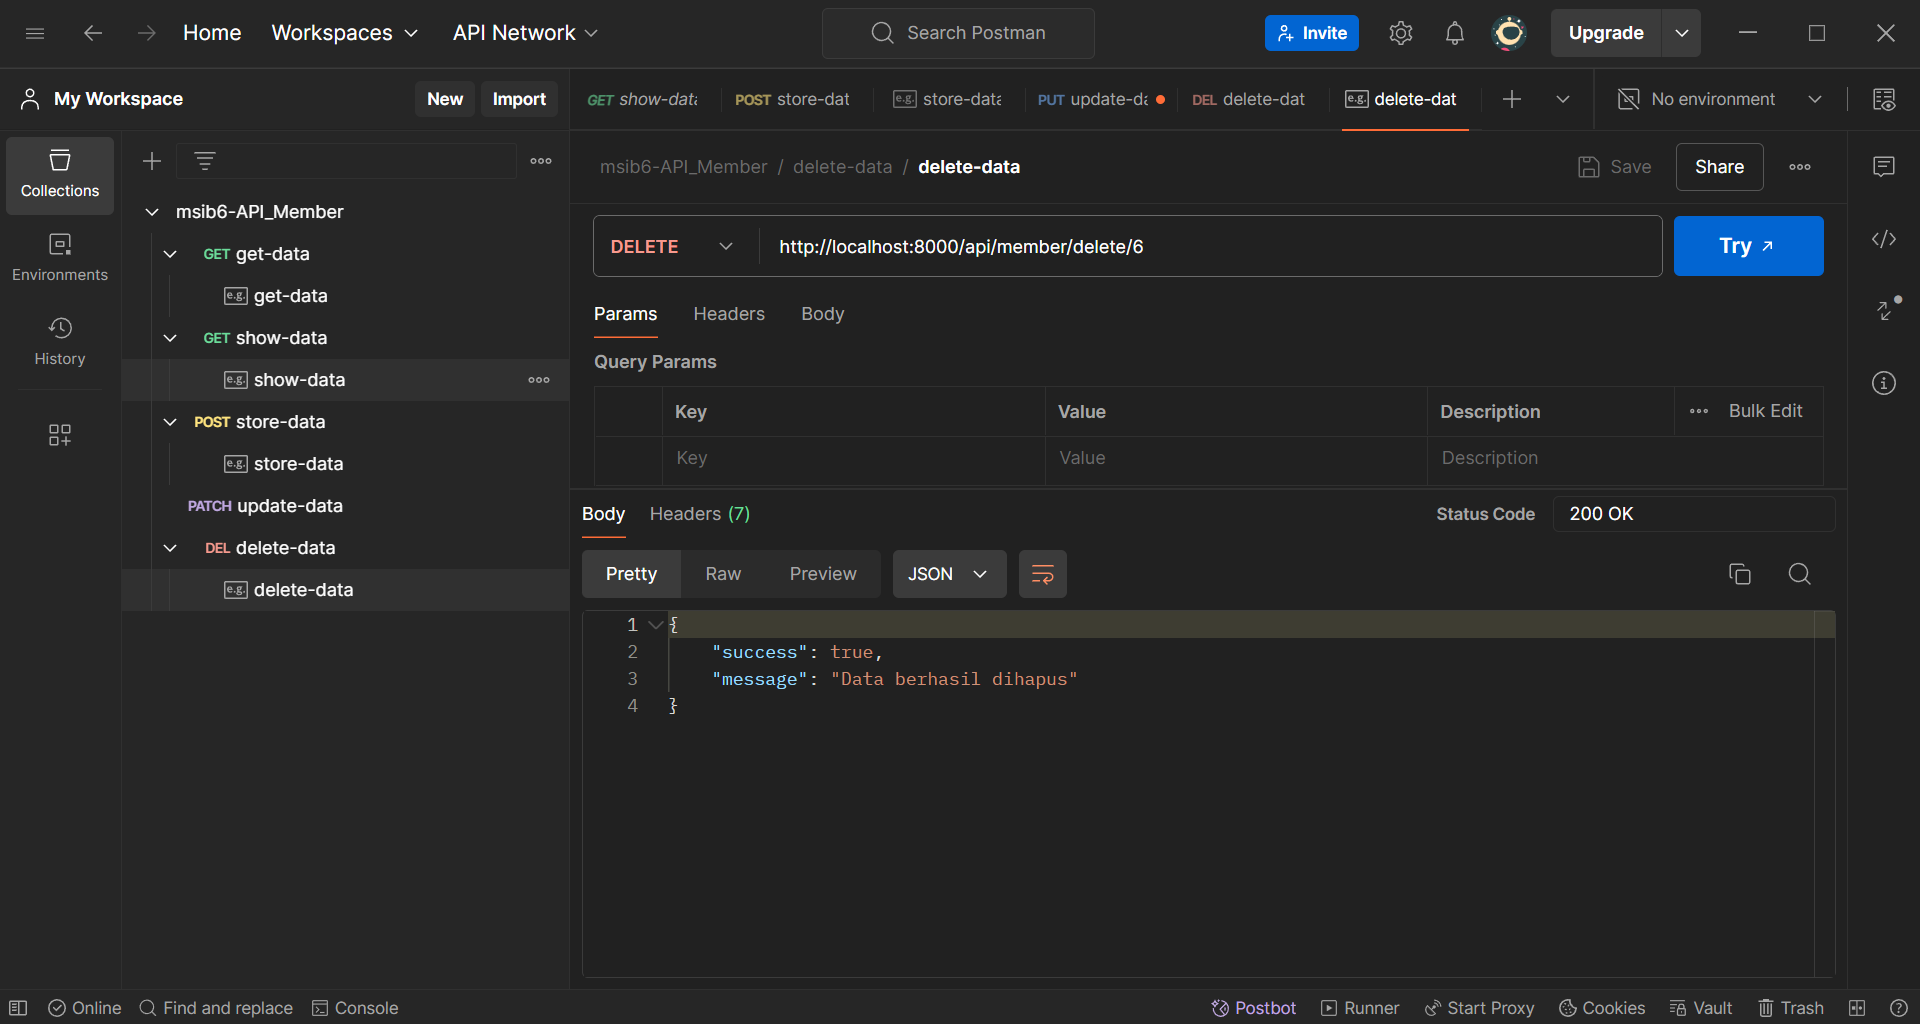 Home Workspaces API Network Search Postman Invite Upgrade
My Workspace New Import
GET show-data POST store-dat e.g. store-data PUT update-da DEL delete-dat e.g. delete-dat No environment
Collections
Environments
History
msib6-API_Member
GET get-data
e.g. get-data
GET show-data
e.g. show-data
POST store-data
e.g. store-data
PATCH update-data
DEL delete-data
e.g. delete-data
msib6-API_Member / delete-data / delete-data Save Share
DELETE http://localhost:8000/api/member/delete/6 Try
Params Headers Body
Query Params
Key Value Description Bulk Edit
Key Value Description
Body Headers (7) Status Code 200 OK
Pretty Raw Preview JSON
1 {
2 "success": true,
3 "message": "Data berhasil dihapus"
4 }
Online Find and replace Console Postbot Runner Start Proxy Cookies Vault Trash